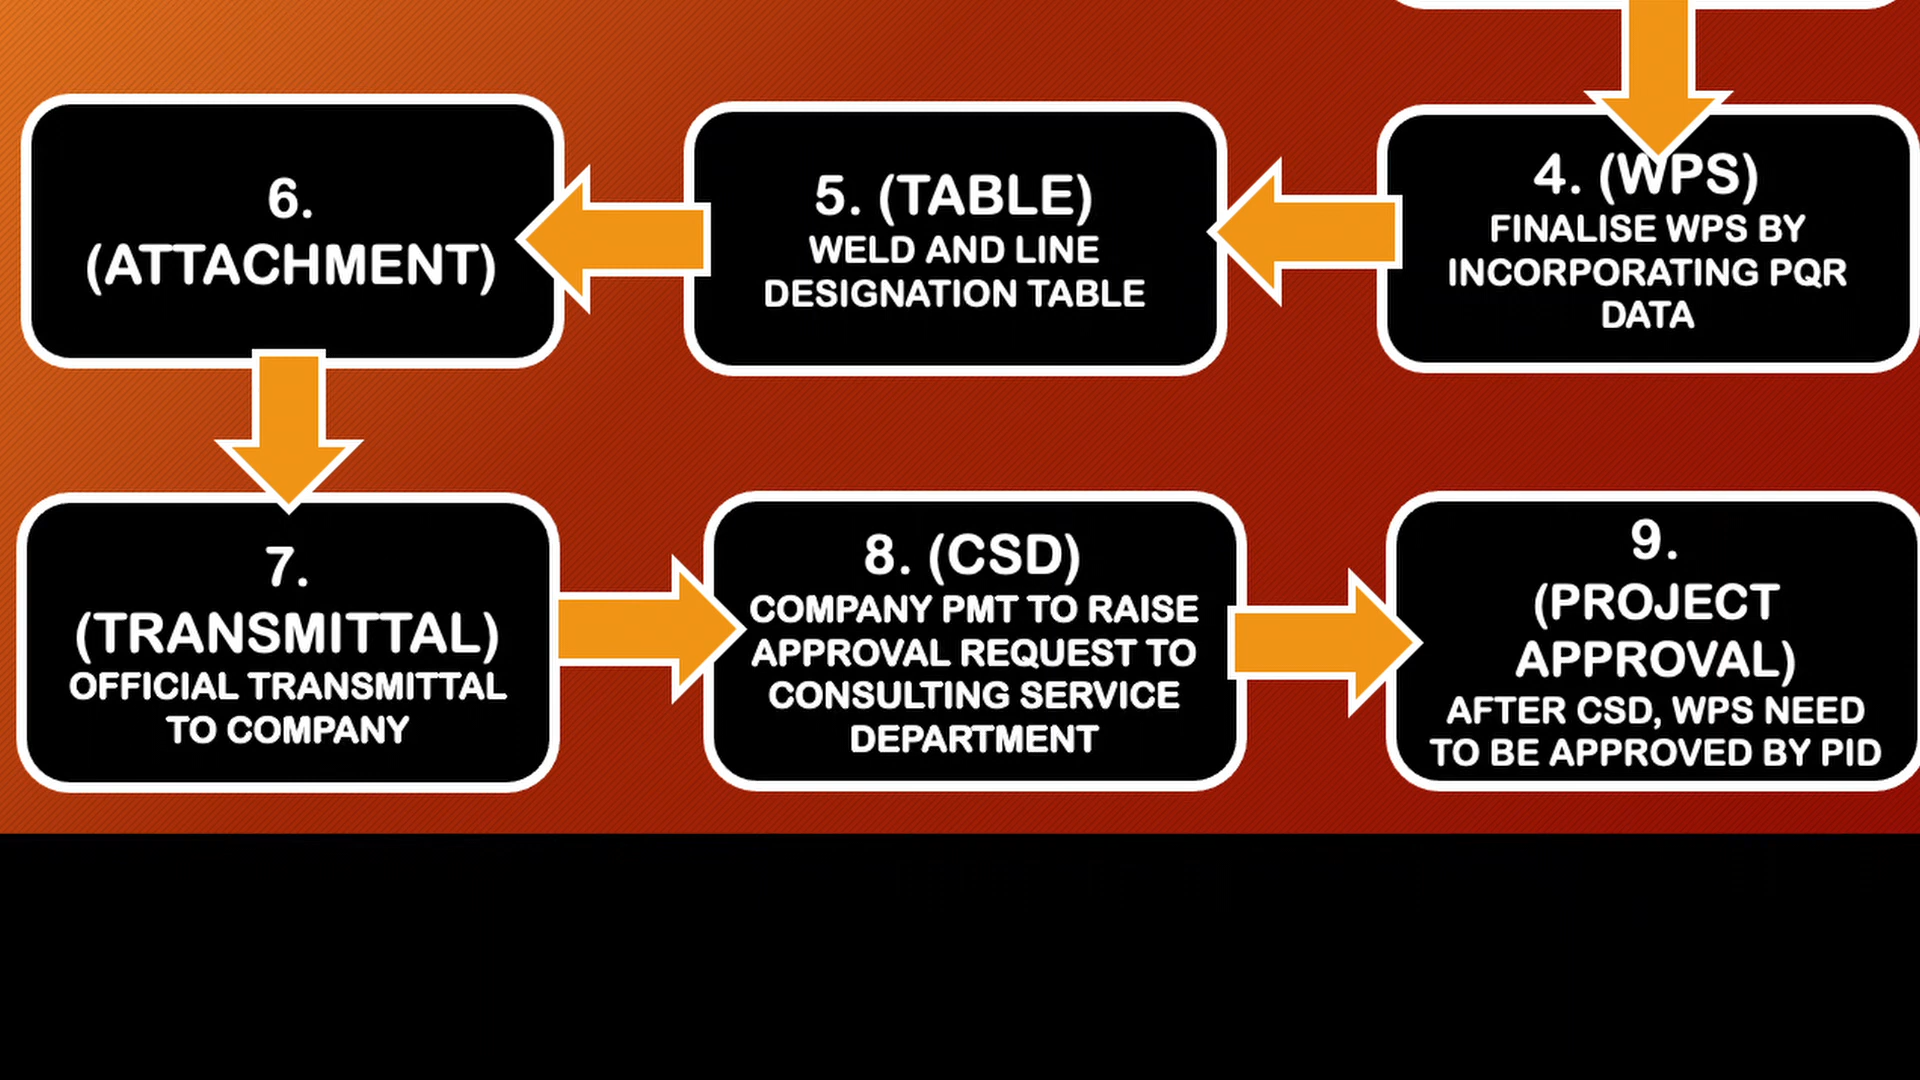 4. (WPS)
FINALISE WPS BY
INCORPORATING PQR
DATA
5. (TABLE)
WELD AND LINE
DESIGNATION TABLE
6.
(ATTACHMENT)
7.
(TRANSMITTAL)
OFFICIAL TRANSMITTAL
TO COMPANY
8. (CSD)
COMPANY PMT TO RAISE
APPROVAL REQUEST TO
CONSULTING SERVICE
DEPARTMENT
9.
(PROJECT
APPROVAL)
AFTER CSD, WPS NEED
TO BE APPROVED BY PID